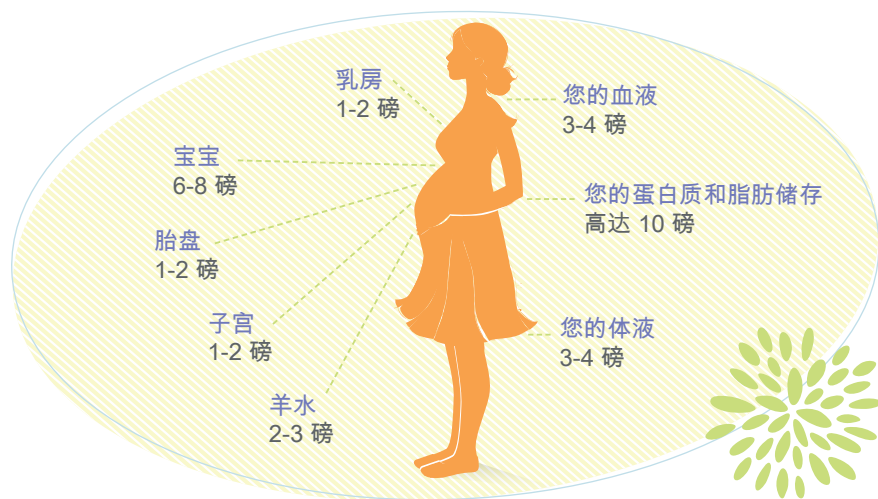 乳房
1-2 磅
您的血液
3-4 磅
宝宝
6-8 磅
您的蛋白质和脂肪储存
高达 10 磅
胎盘
1-2 磅
子宫
1-2 磅
您的体液
3-4 磅
羊水
2-3 磅